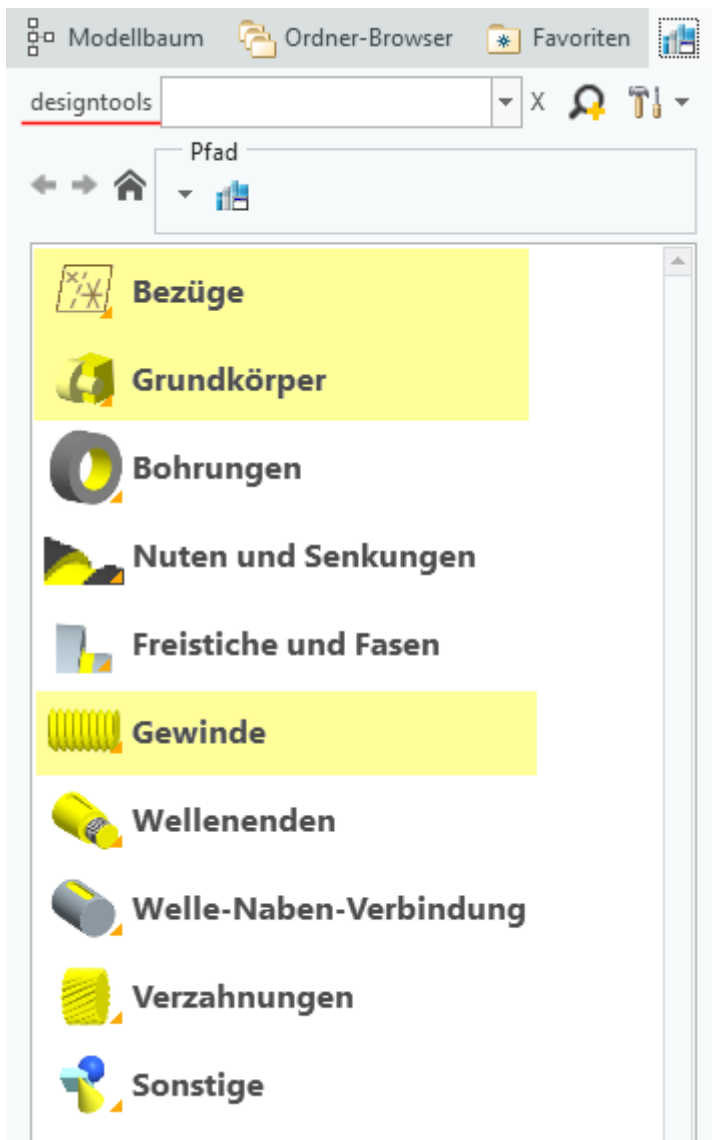 Modellbaum Ordner-Browser Favoriten
designtools X
Pfad
Bezüge
Grundkörper
Bohrungen
Nuten und Senkungen
Freistiche und Fasen
Gewinde
Wellenenden
Welle-Naben-Verbindung
Verzahnungen
Sonstige